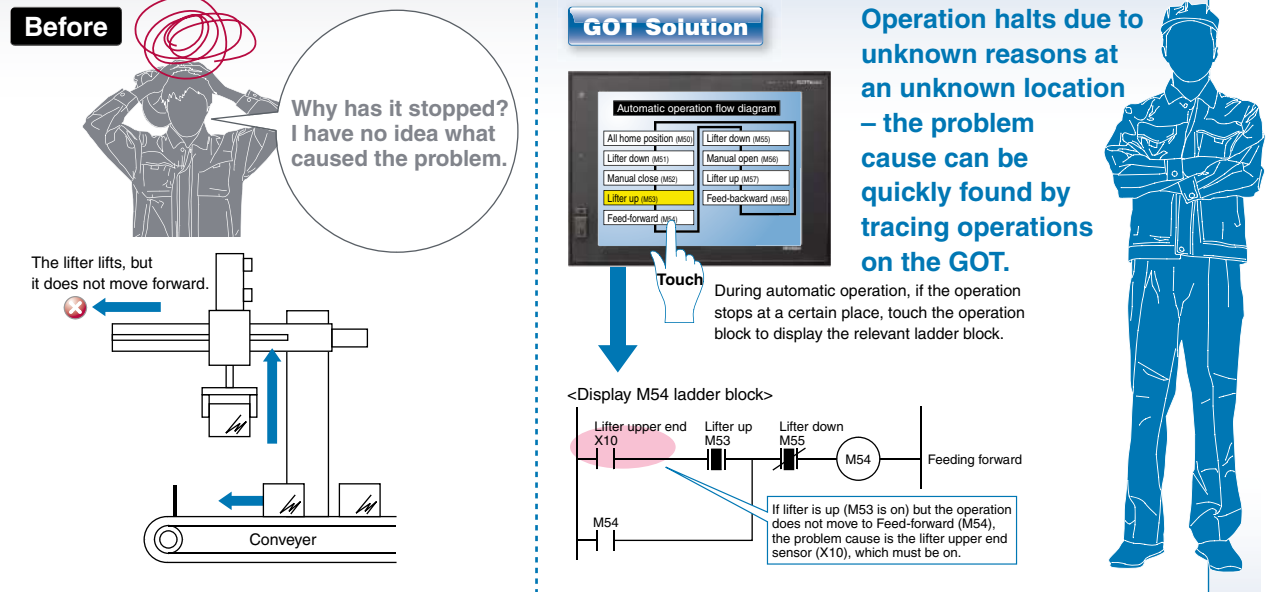 Before
Why has it stopped?
I have no idea what
caused the problem.
The lifter lifts, but
it does not move forward.
Conveyer
GOT Solution
Automatic operation flow diagram
All home position (M50)
Lifter down (M51)
Manual close (M52)
Lifter up (M53)
Feed-forward (M54)
Lifter down (M55)
Manual open (M56)
Lifter up (M57)
Feed-backward (M58)
Touch
Operation halts due to
unknown reasons at
an unknown location
– the problem
cause can be
quickly found by
tracing operations
on the GOT.
During automatic operation, if the operation
stops at a certain place, touch the operation
block to display the relevant ladder block.
<Display M54 ladder block>
Lifter upper end
X10
Lifter up
M53
Lifter down
M55
M54
Feeding forward
M54
If lifter is up (M53 is on) but the operation
does not move to Feed-forward (M54),
the problem cause is the lifter upper end
sensor (X10), which must be on.